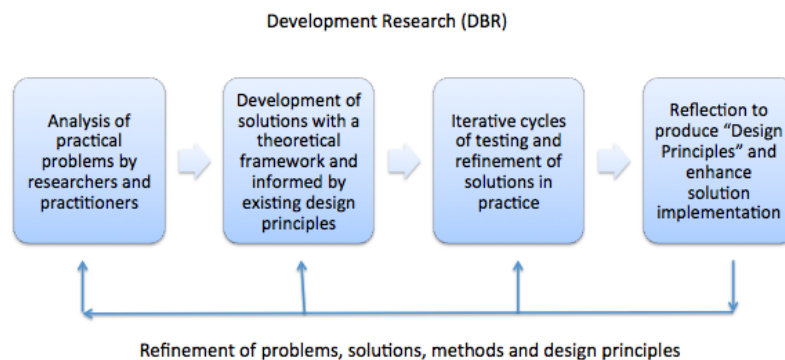 Development Research (DBR)
Analysis of
practical
problems by
researchers and
practitioners
Development of
solutions with a
theoretical
framework and
informed by
existing design
principles
Iterative cycles
of testing and
refinement of
solutions in
practice
Reflection to
produce “Design
Principles” and
enhance
solution
implementation
Refinement of problems, solutions, methods and design principles